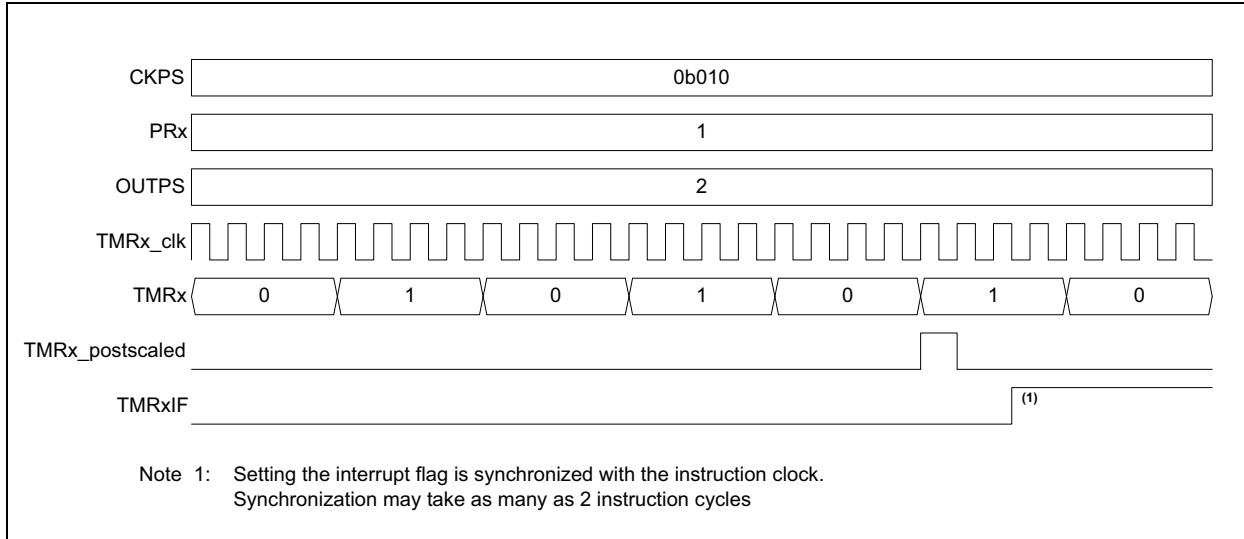 CKPS 0b010
PRx 1
OUTPS 2
TMRx_clk
TMRx 0 1 0 1 0 1 0
TMRx_postscaled
TMRxIF (1)
Note 1: Setting the interrupt flag is synchronized with the instruction clock.
Synchronization may take as many as 2 instruction cycles